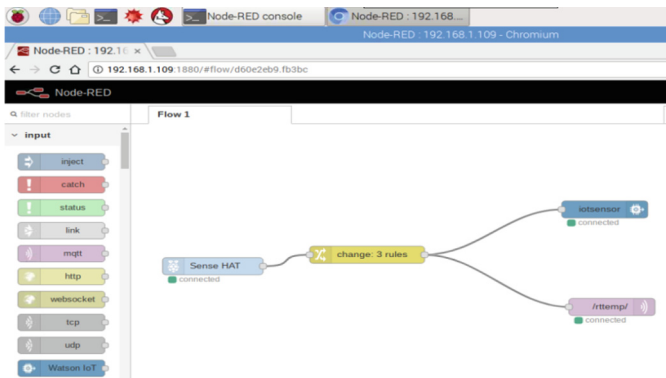 Node-RED console
Node-RED : 192.168....
Node-RED : 192.168.1.109 - Chromium
Node-RED : 192.16
192.168.1.109:1880/#flow/d60e2eb9.fb3bc
Node-RED
filter nodes
Flow 1
input
inject
catch
status
link
mqtt
http
websocket
tcp
udp
Watson IoT
Sense HAT
connected
change: 3 rules
iotsensor
connected
/rttemp/
connected